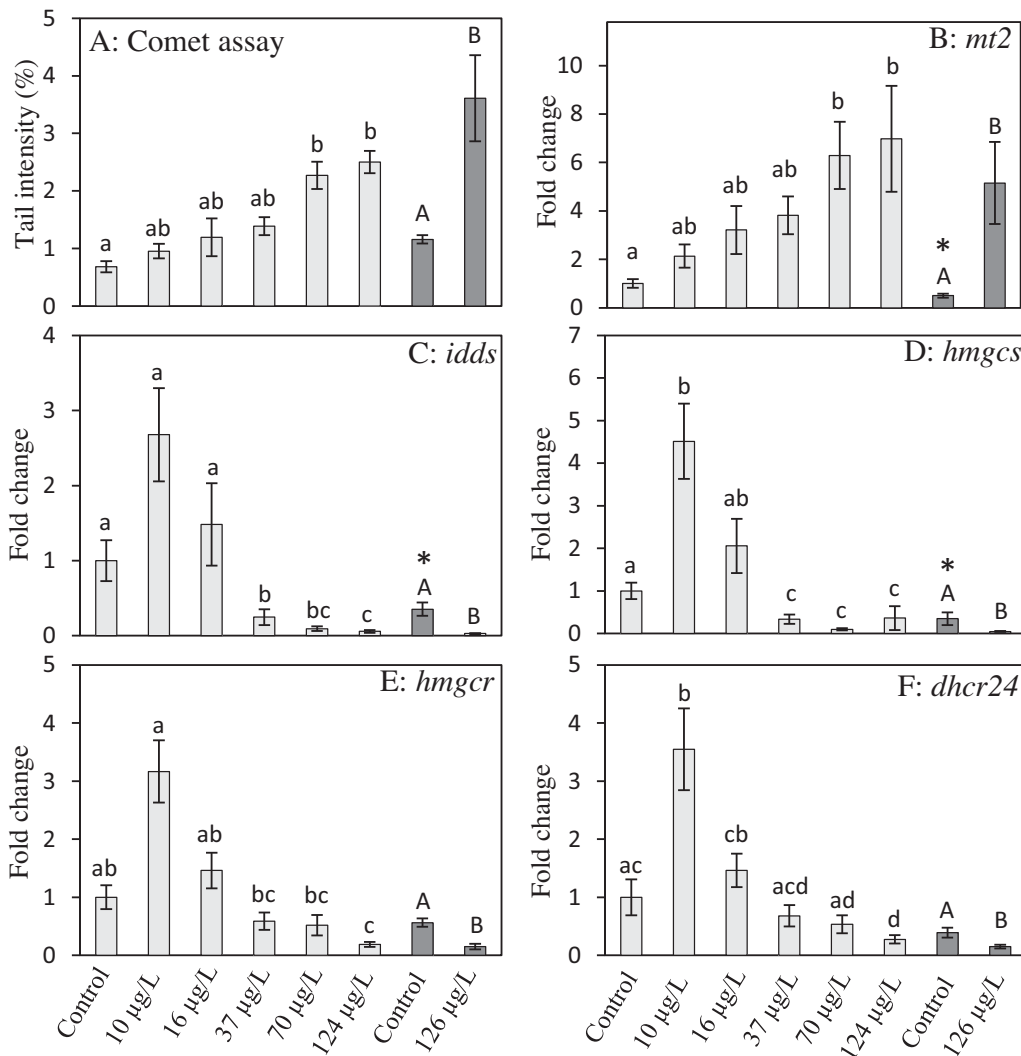 A: Comet assay
Tail intensity (%)
5
4
3
2
1
0
a
ab
ab
ab
b
b
A
B
B: mt2
Fold change
10
8
6
4
2
0
a
ab
ab
ab
b
b
*
A
B
C: idds
Fold change
4
3
2
1
0
a
a
a
b
bc
c
*
A
B
D: hmgcs
Fold change
7
6
5
4
3
2
1
0
a
b
ab
c
c
c
*
A
B
E: hmgcr
Fold change
5
4
3
2
1
0
ab
a
ab
bc
bc
c
A
B
Control
10 µg/L
16 µg/L
37 µg/L
70 µg/L
124 µg/L
Control
126 µg/L
F: dhcr24
Fold change
5
4
3
2
1
0
ac
b
cb
acd
ad
d
A
B
Control
10 µg/L
16 µg/L
37 µg/L
70 µg/L
124 µg/L
Control
126 µg/L